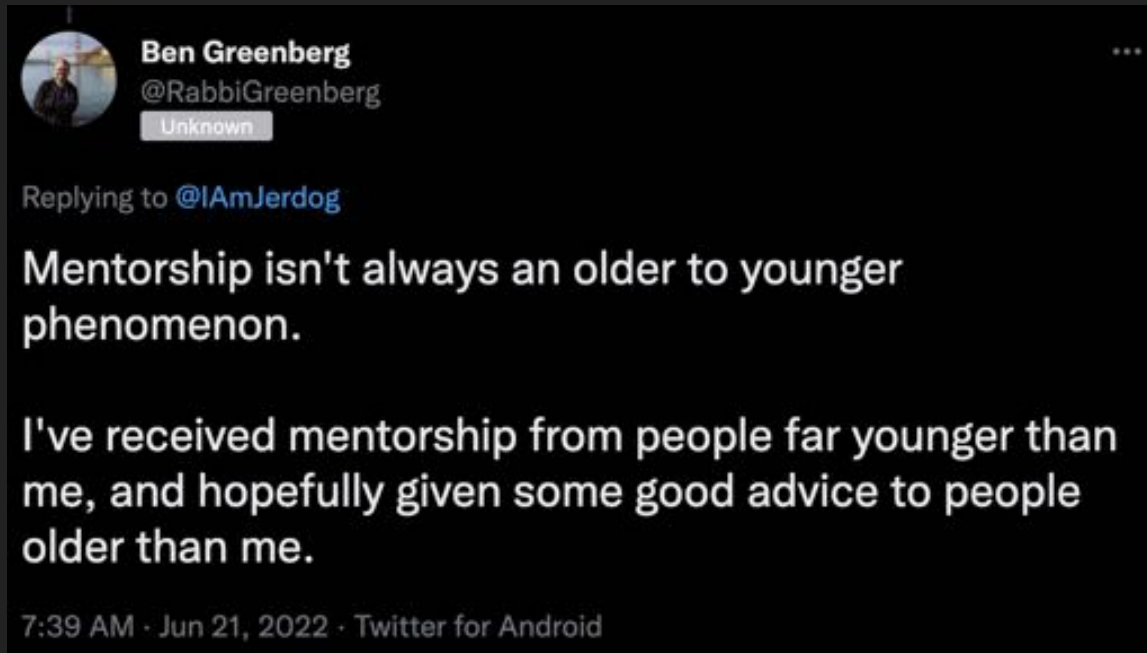 Ben Greenberg
@RabbiGreenberg
Unknown
Replying to @IAmJerdog
Mentorship isn't always an older to younger
phenomenon.
I've received mentorship from people far younger than
me, and hopefully given some good advice to people
older than me.
7:39 AM · Jun 21, 2022 · Twitter for Android